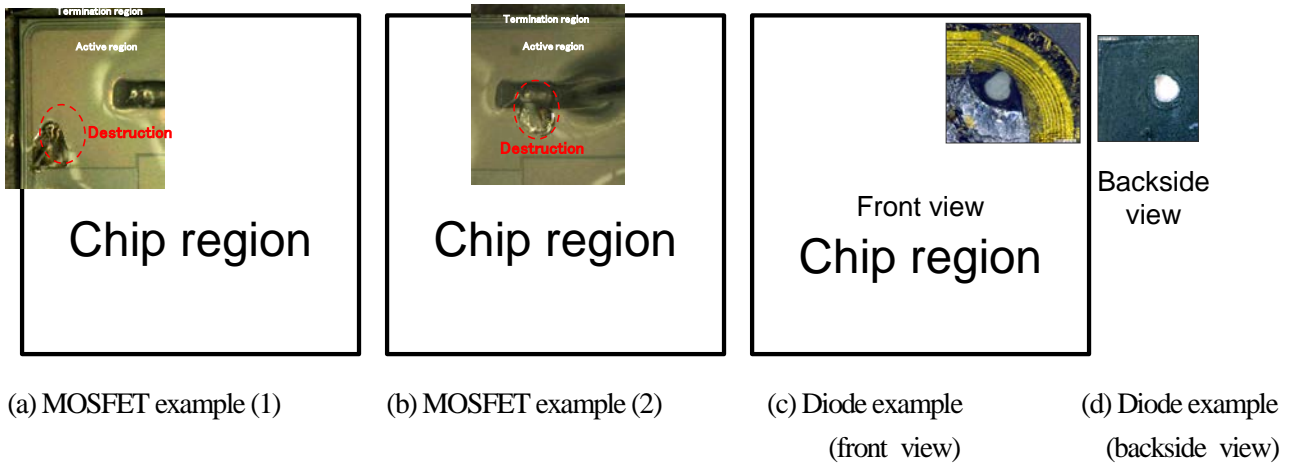 Termination region
Active region
Destruction
Chip region
Termination region
Active region
Destruction
Chip region
Front view
Chip region
Backside
view
(a) MOSFET example (1)
(b) MOSFET example (2)
(c) Diode example
(front view)
(d) Diode example
(backside view)